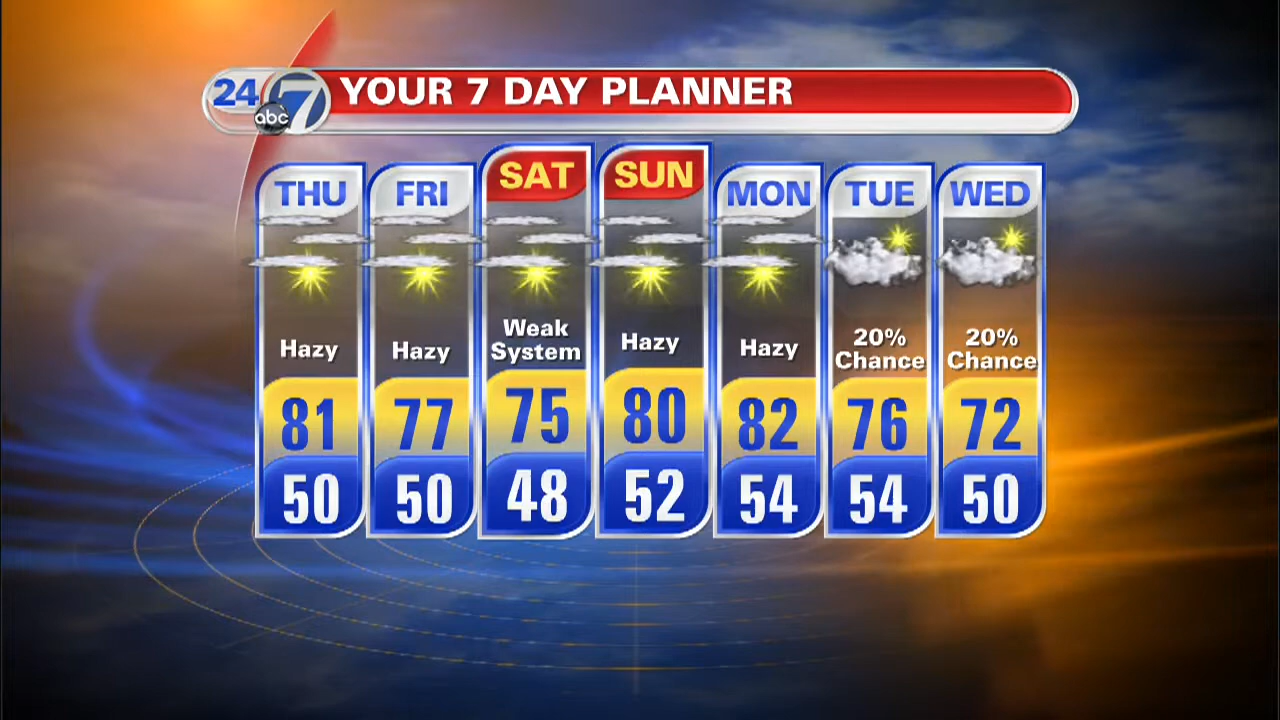 24
abc
7
YOUR 7 DAY PLANNER
THU
FRI
SAT
SUN
MON
TUE
WED
Hazy
Hazy
Weak
System
Hazy
Hazy
20%
Chance
20%
Chance
81
77
75
80
82
76
72
50
50
48
52
54
54
50